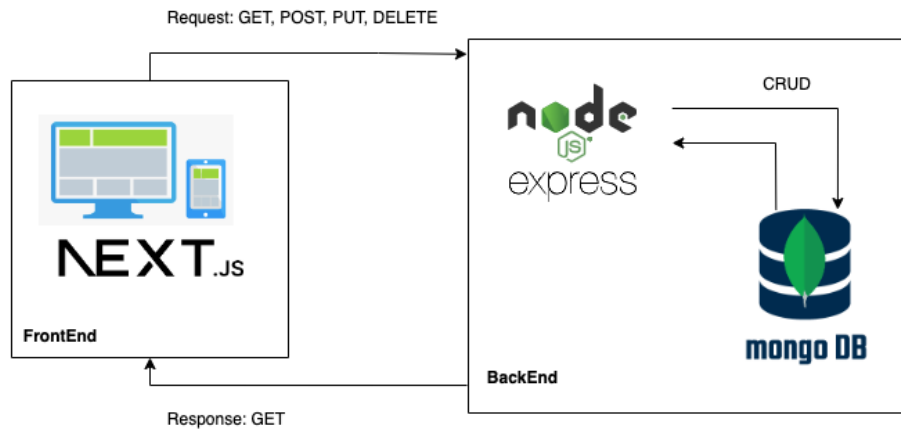 Request: GET, POST, PUT, DELETE
CRUD
node
JS
express
NEXT.JS
FrontEnd
mongo DB
BackEnd
Response: GET